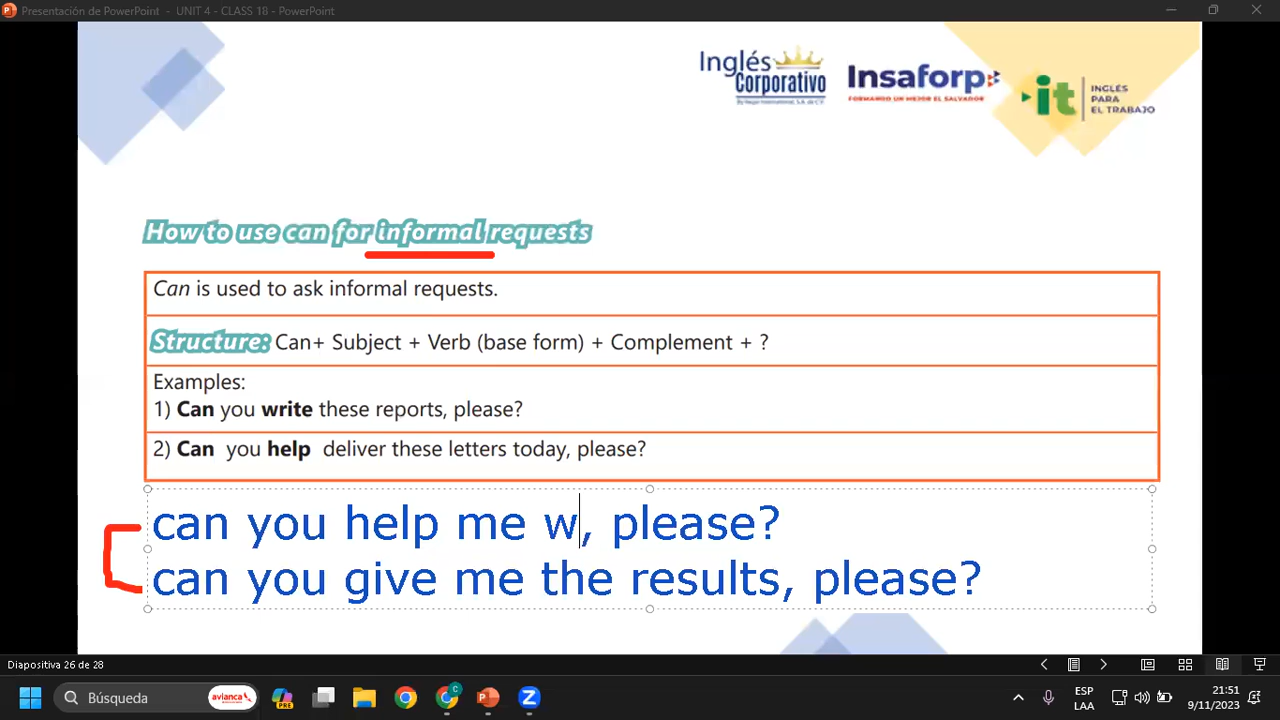 Presentación de PowerPoint - UNIT 4 - CLASS 18 - PowerPoint
Inglés
Corporativo
Insaforp
FORMANDO UN MEJOR EL SALVADOR
it
INGLÉS
PARA
EL TRABAJO
How to use can for informal requests
Can is used to ask informal requests.
Structure: Can+ Subject + Verb (base form) + Complement + ?
Examples:
1) Can you write these reports, please?
2) Can you help deliver these letters today, please?
can you help me w, please?
can you give me the results, please?
Diapositiva 26 de 28
Búsqueda
avianca
PRE
C
ESP
LAA
21:51
9/11/2023